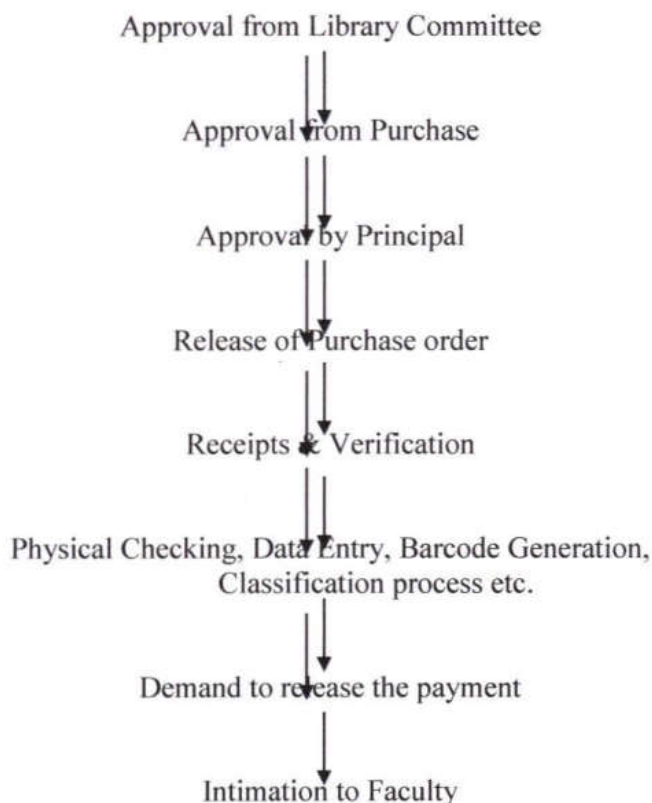 Approval from Library Committee
Approval from Purchase
Approval by Principal
Release of Purchase order
Receipts & Verification
Physical Checking, Data Entry, Barcode Generation,
Classification process etc.
Demand to release the payment
Intimation to Faculty